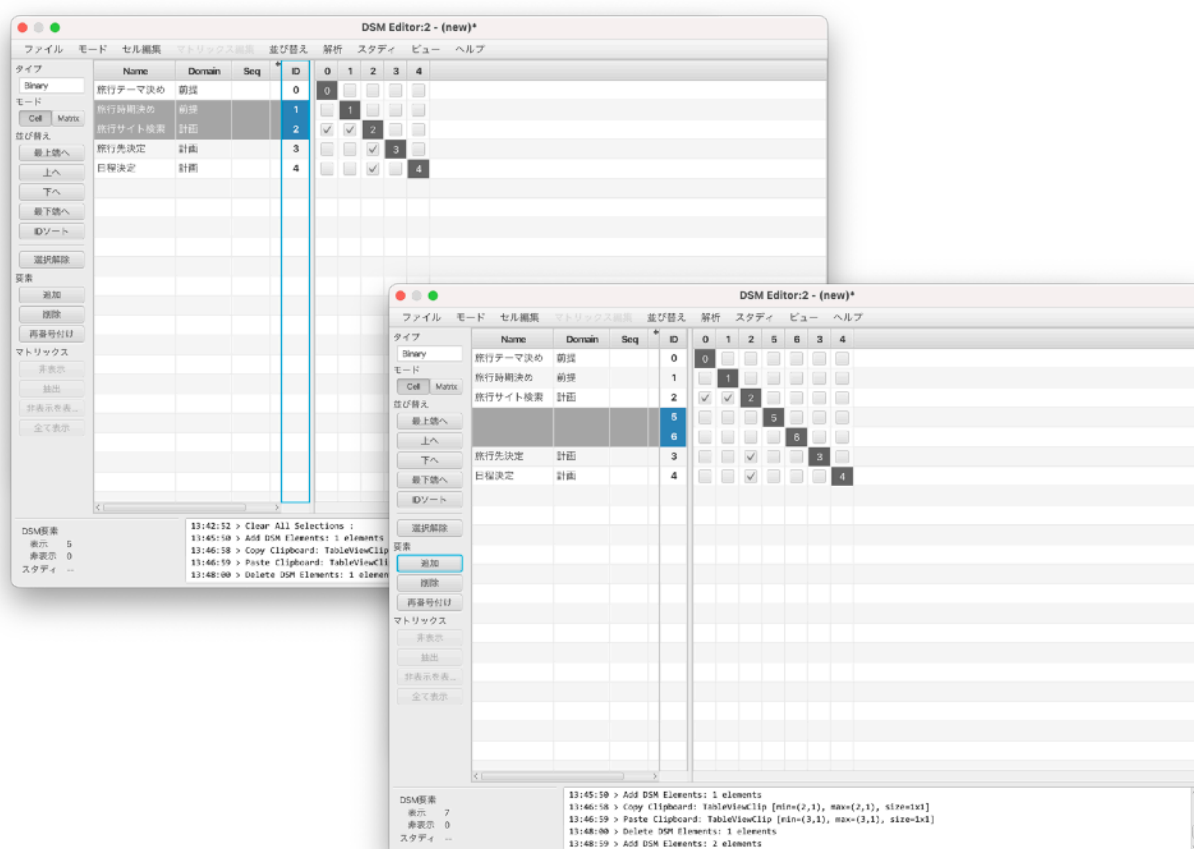 DSM Editor:2 - (new)*
ファイル モード セル編集 マトリックス編集 並び替え 解析 スタディ ビュー ヘルプ
タイプ
Binary
モード
Cell Matrix
並び替え
最上端へ
上へ
下へ
最下端へ
IDソート
選択解除
要素
追加
削除
再番号付け
マトリックス
非表示
抽出
非表示を表...
全て表示
Name Domain Seq ID 0 1 2 3 4
旅行テーマ決め 前提 0 0
旅行時期決め 前提 1 1
旅行サイト検索 計画 2 2
旅行先決定 計画 3 3
日程決定 計画 4 4
DSM要素
表示 5
非表示 0
スタディ --
13:42:52 > Clear All Selections :
13:45:50 > Add DSM Elements: 1 elements
13:46:58 > Copy Clipboard: TableViewClip
13:46:59 > Paste Clipboard: TableViewCli
13:48:00 > Delete DSM Elements: 1 elemen
DSM Editor:2 - (new)*
ファイル モード セル編集 マトリックス編集 並び替え 解析 スタディ ビュー ヘルプ
タイプ
Binary
モード
Cell Matrix
並び替え
最上端へ
上へ
下へ
最下端へ
IDソート
選択解除
要素
追加
削除
再番号付け
マトリックス
非表示
抽出
非表示を表...
全て表示
Name Domain Seq ID 0 1 2 5 6 3 4
旅行テーマ決め 前提 0 0
旅行時期決め 前提 1 1
旅行サイト検索 計画 2 2
5 5
6 6
旅行先決定 計画 3 3
日程決定 計画 4 4
DSM要素
表示 7
非表示 0
スタディ --
13:45:50 > Add DSM Elements: 1 elements
13:46:58 > Copy Clipboard: TableViewClip [min=(2,1), max=(2,1), size=1x1]
13:46:59 > Paste Clipboard: TableViewClip [min=(3,1), max=(3,1), size=1x1]
13:48:00 > Delete DSM Elements: 1 elements
13:48:59 > Add DSM Elements: 2 elements